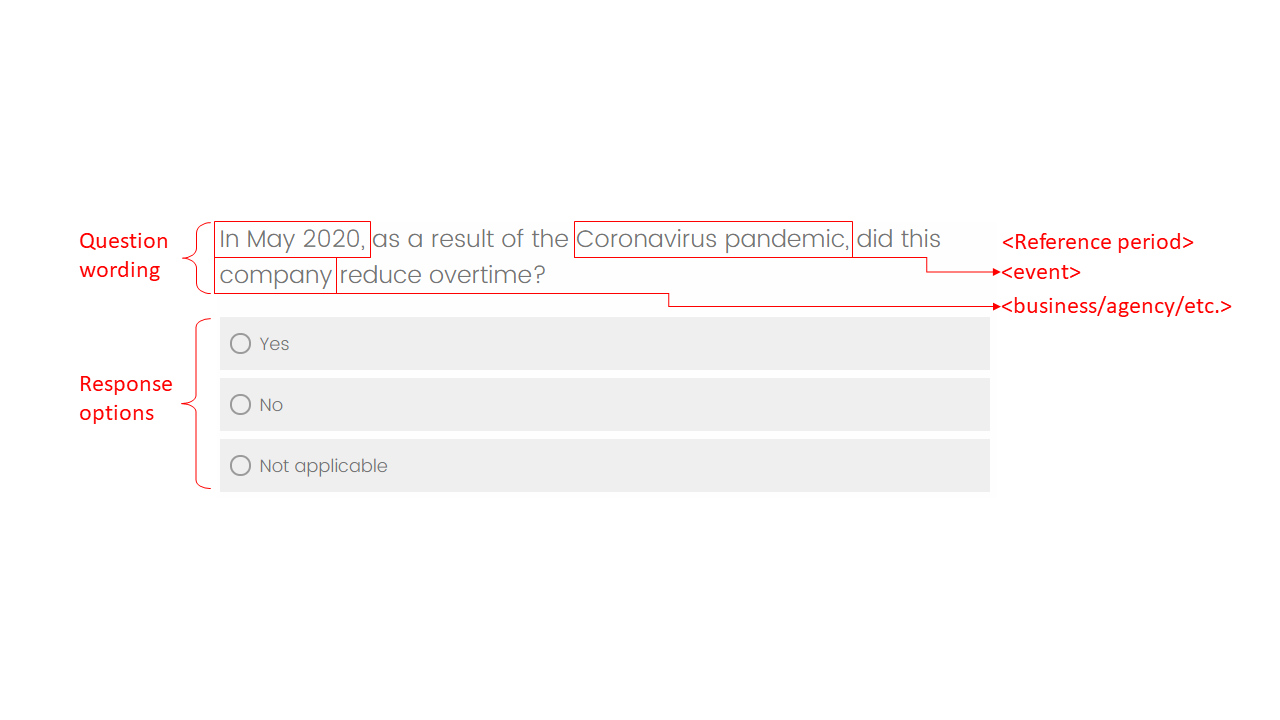 Question
wording
In May 2020, as a result of the Coronavirus pandemic, did this
company reduce overtime?
<Reference period>
<event>
<business/agency/etc.>
Response
options
Yes
No
Not applicable